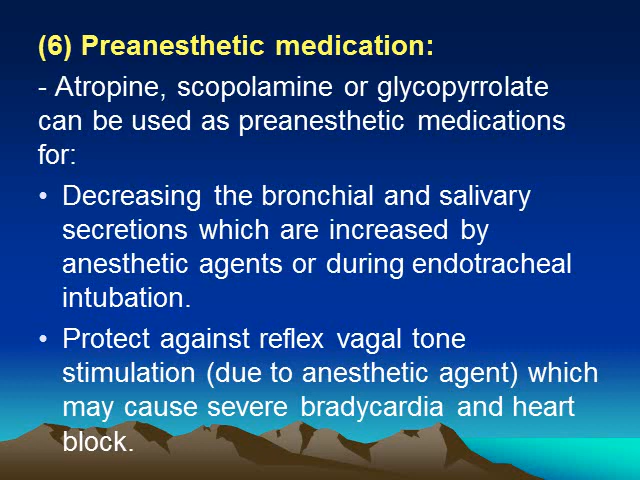 (6) Preanesthetic medication:
- Atropine, scopolamine or glycopyrrolate
can be used as preanesthetic medications
for:
• Decreasing the bronchial and salivary
secretions which are increased by
anesthetic agents or during endotracheal
intubation.
• Protect against reflex vagal tone
stimulation (due to anesthetic agent) which
may cause severe bradycardia and heart
block.